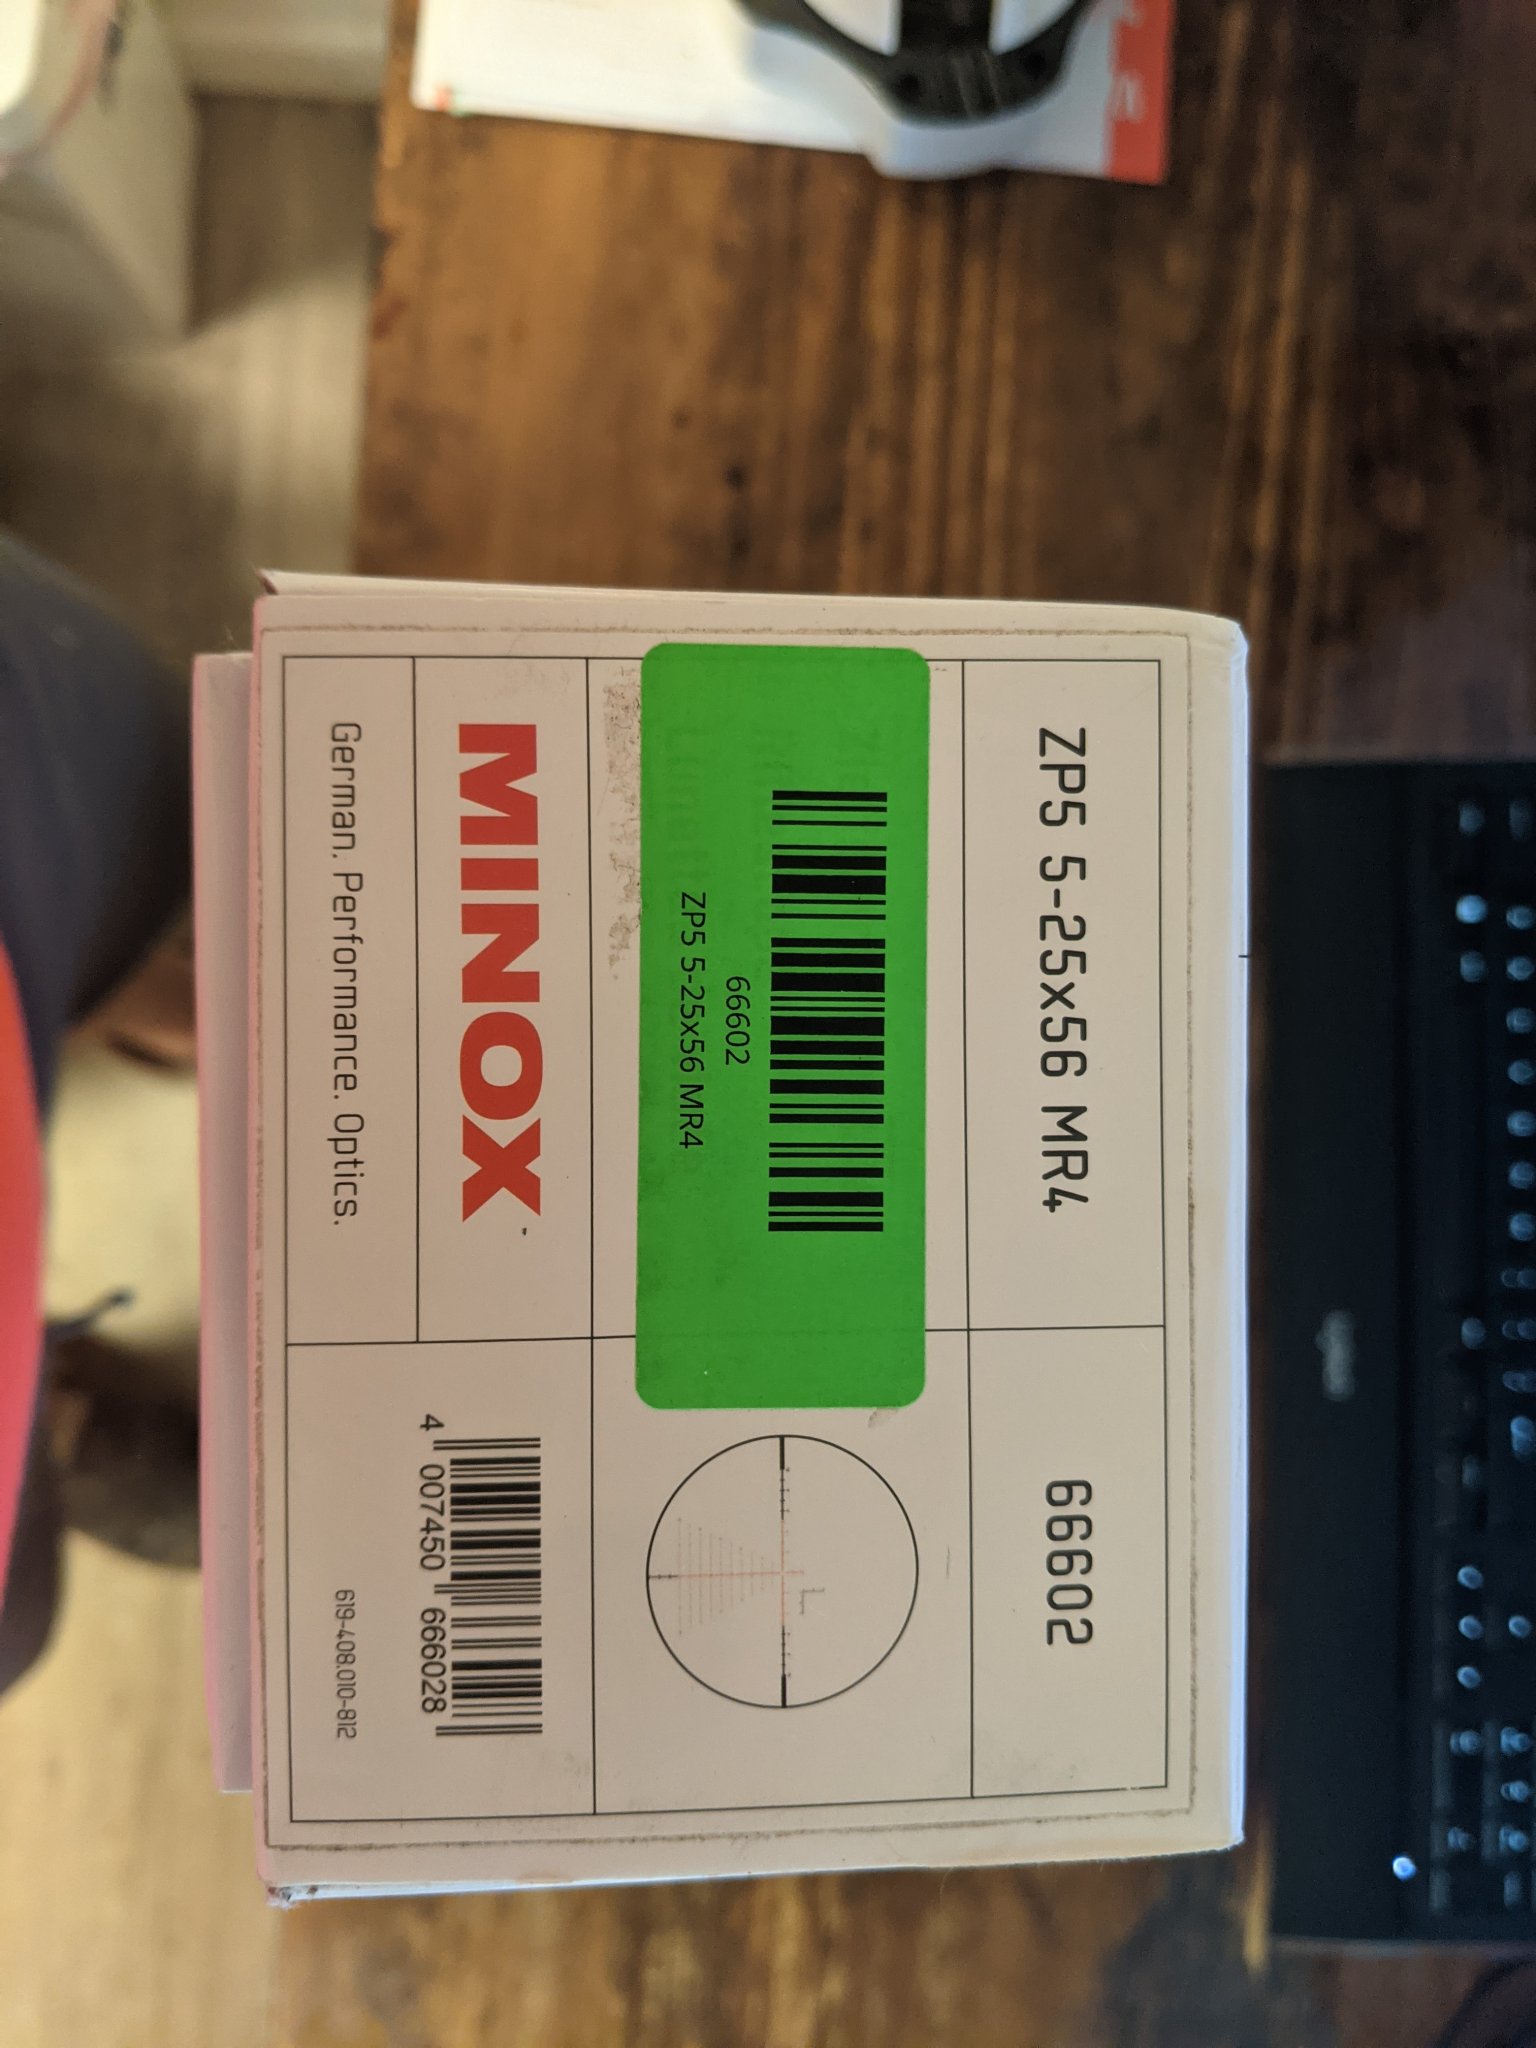 ZP5 5-25x56 MR4
66602
66602
ZP5 5-25x56 MR4
MINOX
German. Performance. Optics.
4 007450 666028
619-408.010-812